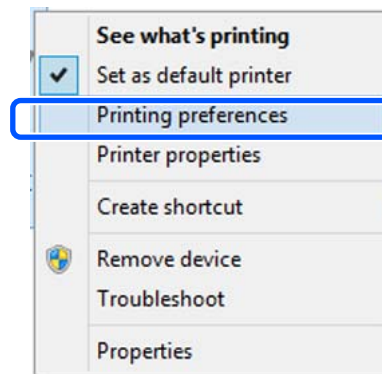 See what's printing
Set as default printer
Printing preferences
Printer properties
Create shortcut
Remove device
Troubleshoot
Properties